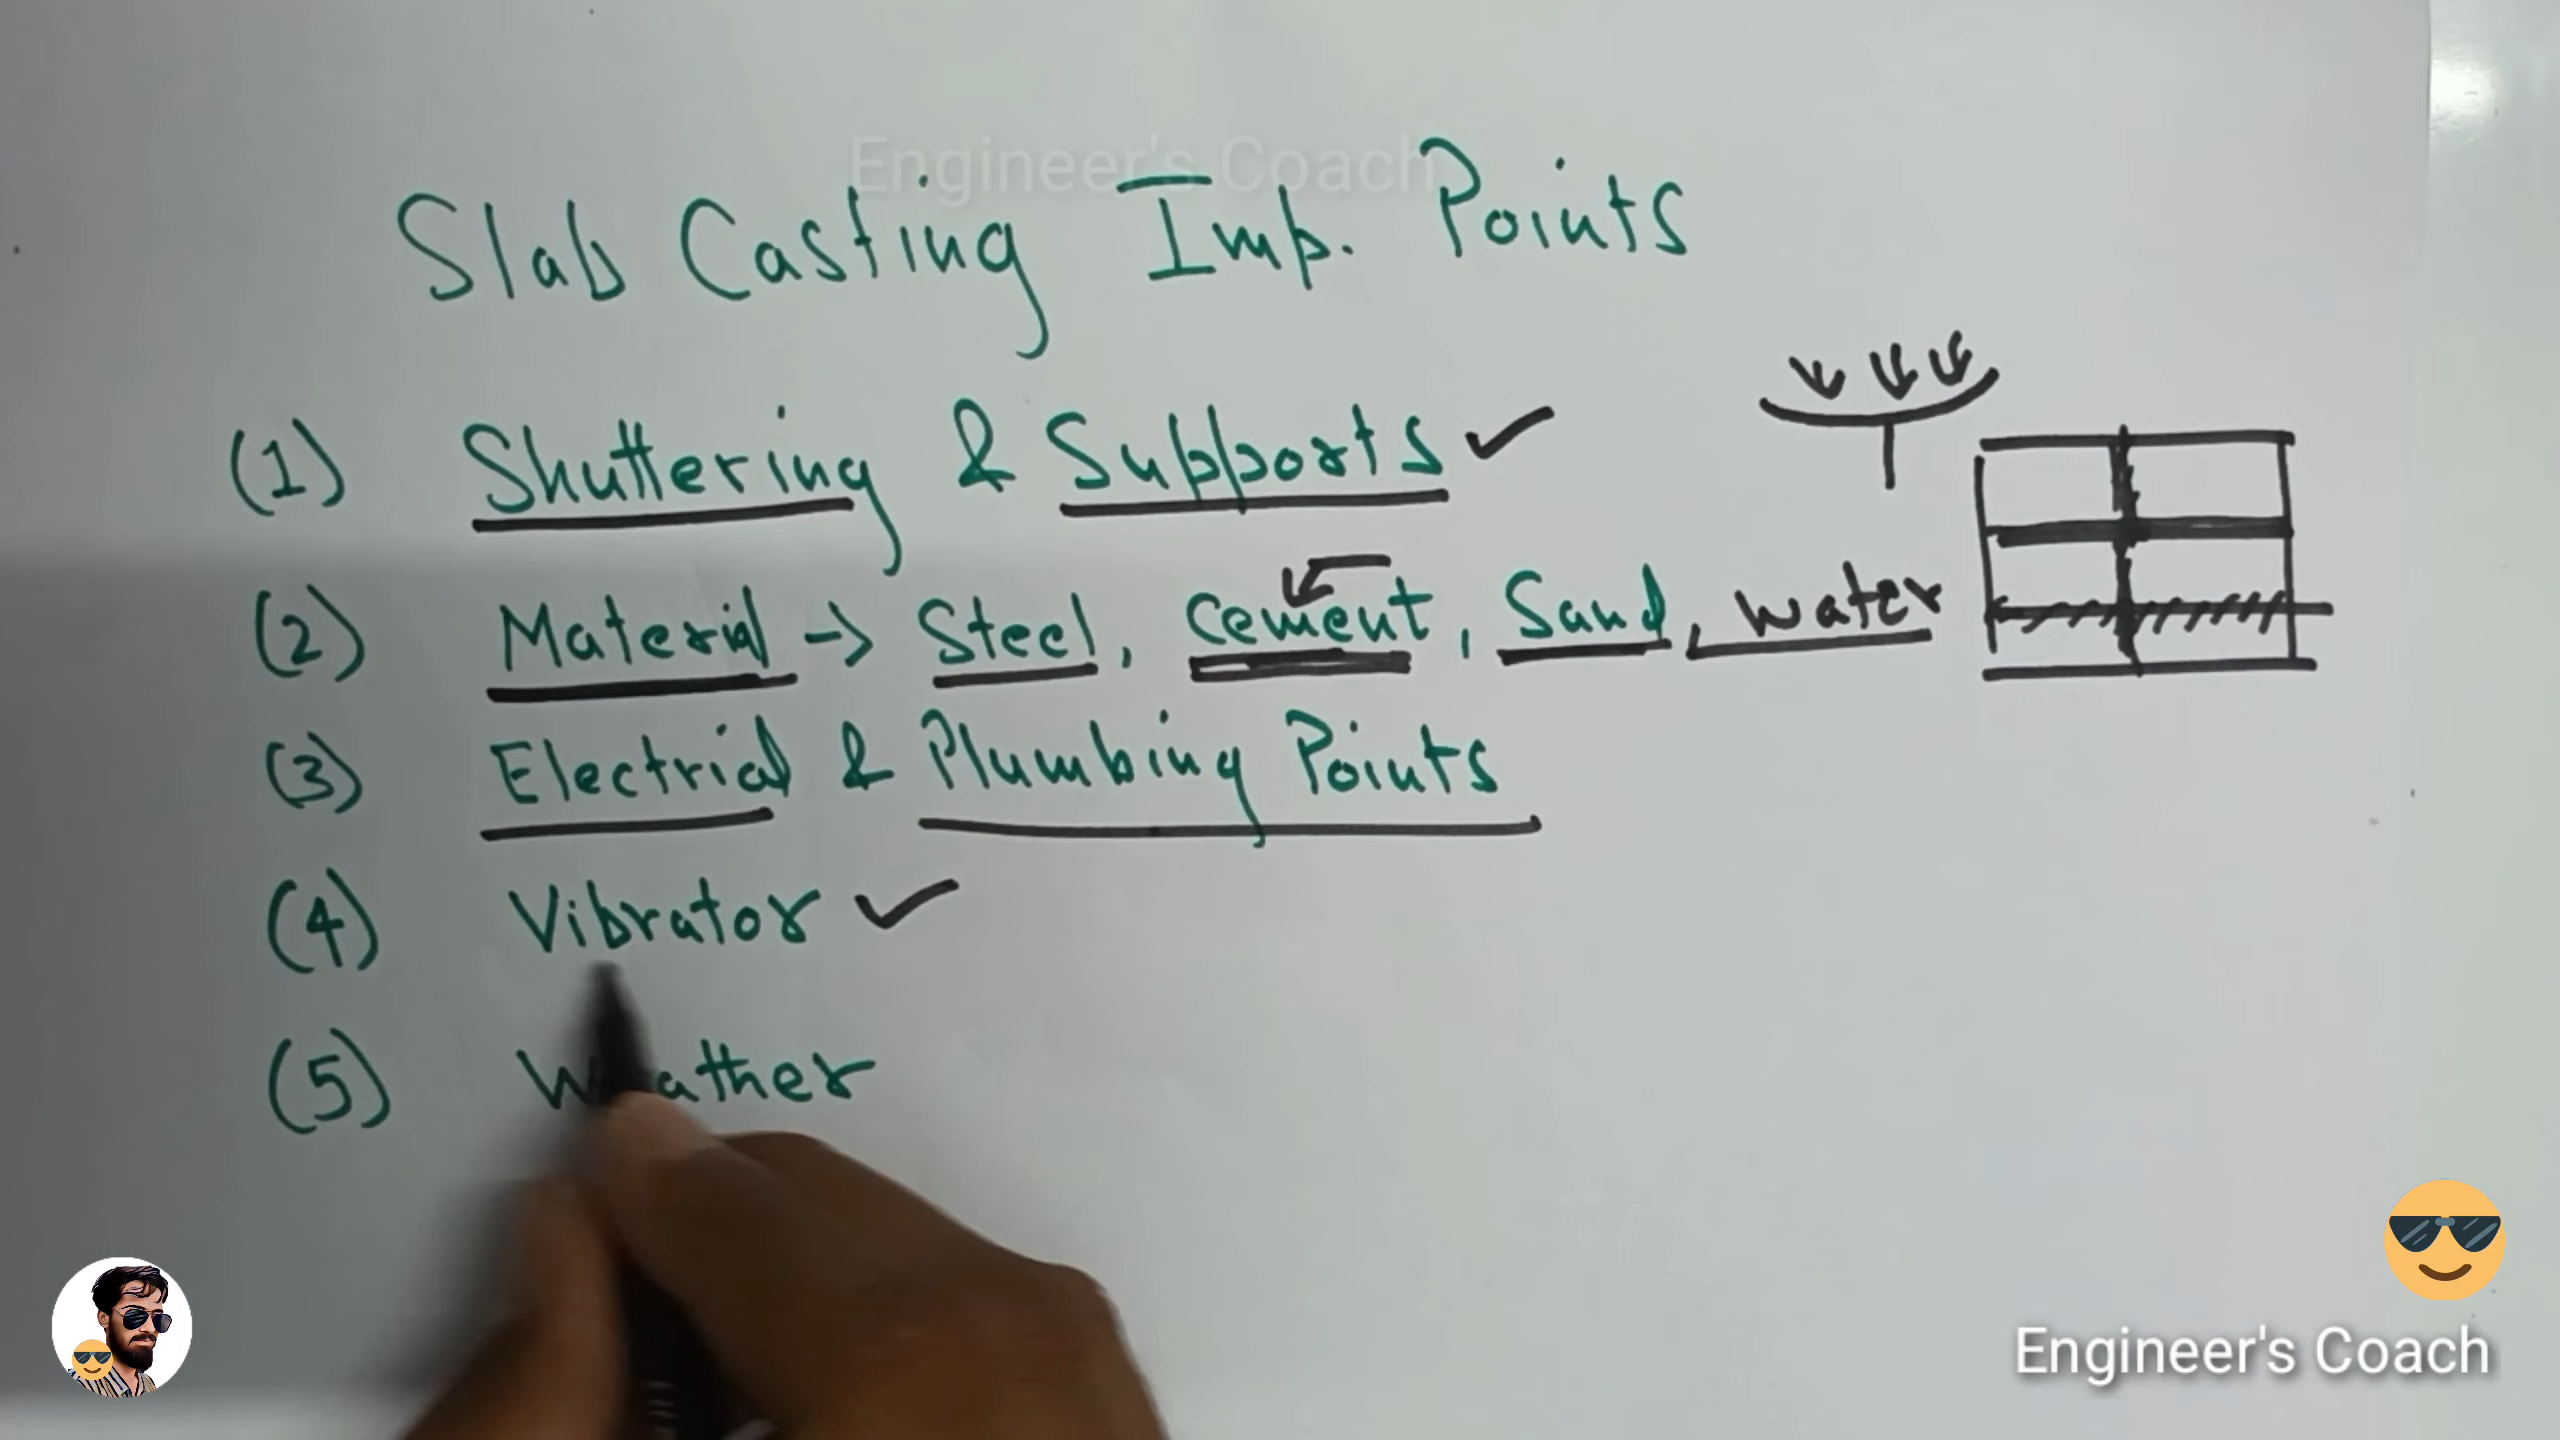 Engineer's Coach
Slab Casting Imp. Points
(1) Shuttering & Supports
(2) Material → Steel, Cement, Sand, Water
(3) Electrial & Plumbing Points
(4) Vibrator
(5) Weather
Engineer's Coach